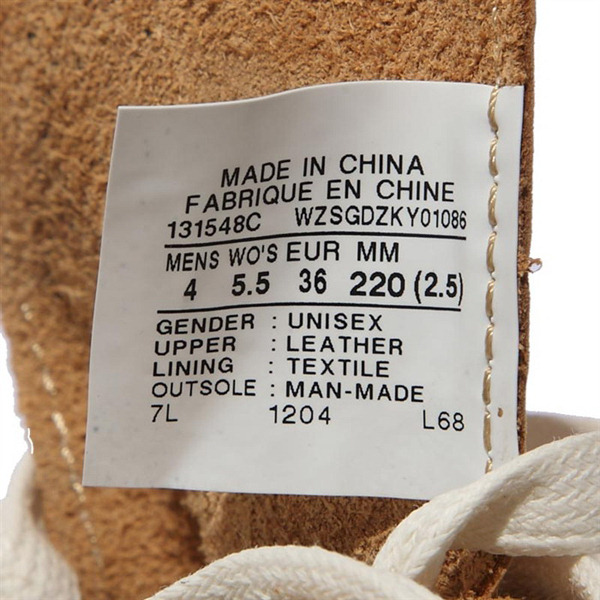 MADE IN CHINA
FABRIQUE EN CHINE
131548C WZSGDZKY01086
MENS WO'S EUR MM
4 5.5 36 220 (2.5)
GENDER : UNISEX
UPPER : LEATHER
LINING : TEXTILE
OUTSOLE : MAN-MADE
7L 1204 L68